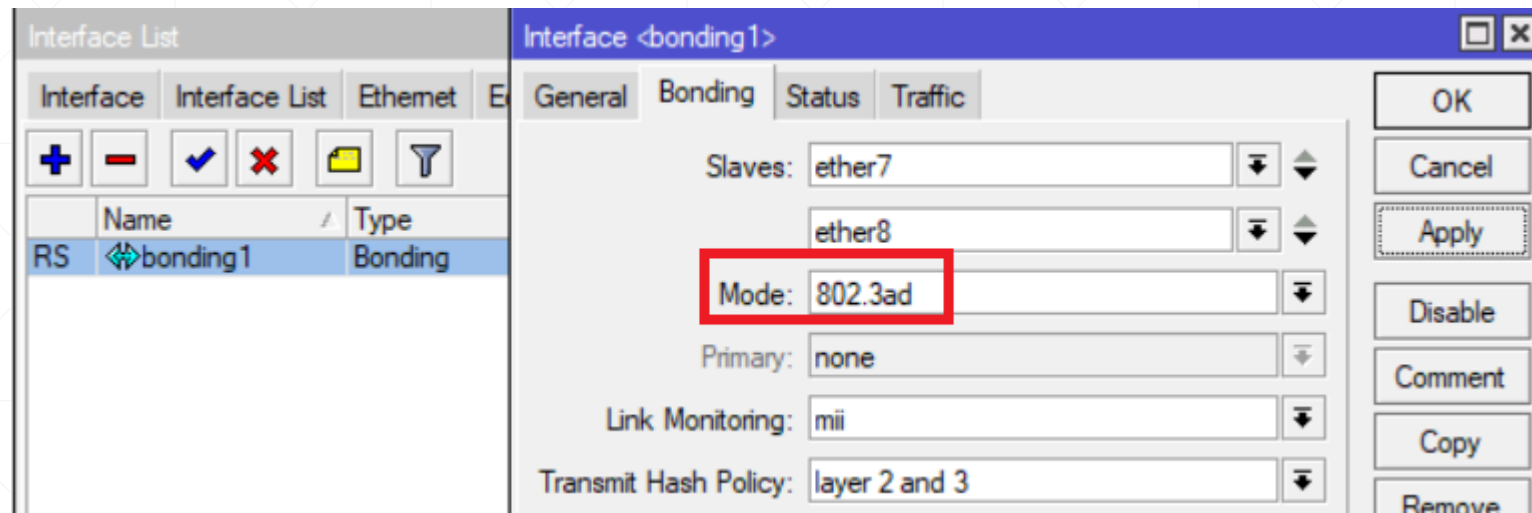 Interface List
Interface Interface List Ethernet
Name Type
RS bonding1 Bonding
Interface <bonding1>
General Bonding Status Traffic
Slaves: ether7
ether8
Mode: 802.3ad
Primary: none
Link Monitoring: mii
Transmit Hash Policy: layer 2 and 3
OK
Cancel
Apply
Disable
Comment
Copy
Remove